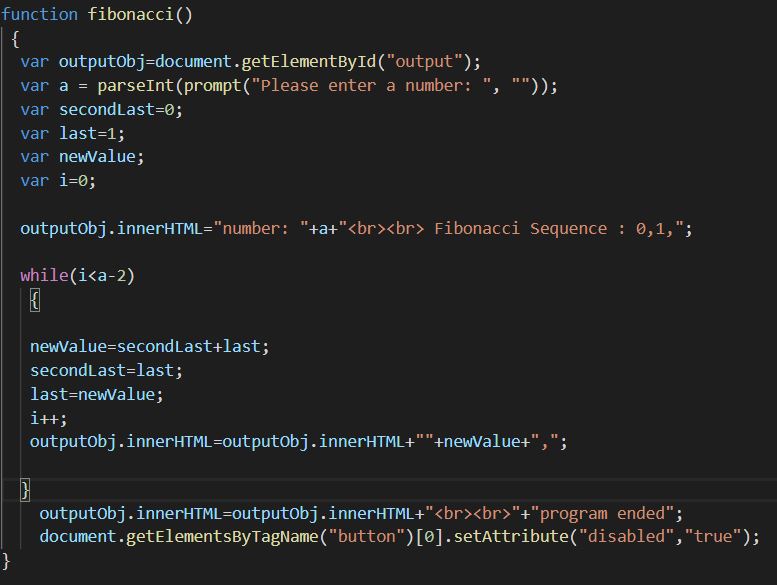 function fibonacci()
{
var outputObj=document.getElementById("output");
var a = parseInt(prompt("Please enter a number: ", ""));
var secondLast=0;
var last=1;
var newValue;
var i=0;
outputObj.innerHTML="number: "+a+"<br><br> Fibonacci Sequence : 0,1,";
while(i<a-2)
{
newValue=secondLast+last;
secondLast=last;
last=newValue;
i++;
outputObj.innerHTML=outputObj.innerHTML+""+newValue+",";
}
outputObj.innerHTML=outputObj.innerHTML+"<br><br>"+"program ended";
document.getElementsByTagName("button")[0].setAttribute("disabled","true");
}